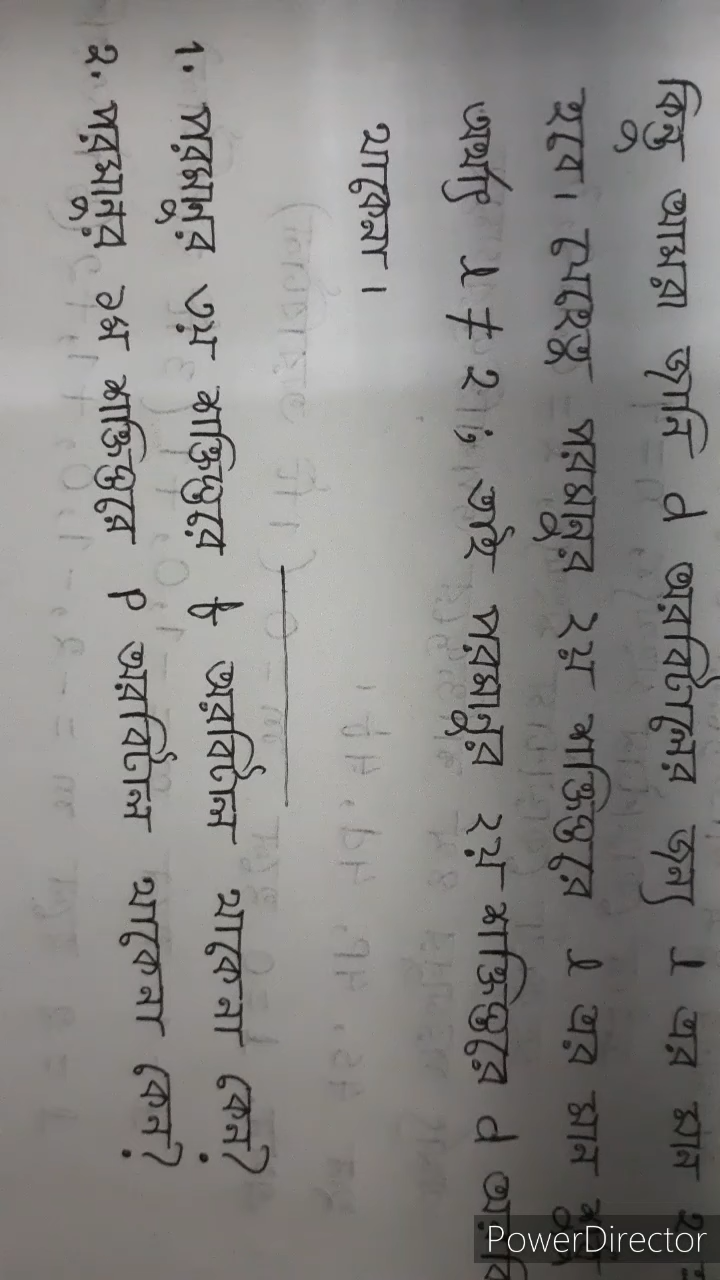 কিন্তু আমরা জানি d অরবিটালের জন্য l এর মান 2
হবে। যেহেতু পরমানুর ২য় শক্তিস্তরে l এর মান
অর্থাৎ l ≠ 2; তাই পরমানুর ২য় শক্তিস্তরে d
থাকেনা।
1. পরমানুর ৩য় শক্তিস্তরে f অরবিটাল থাকেনা কেন?
২. পরমানুর ১ম শক্তিস্তরে p অরবিটাল থাকেনা কেন?
PowerDirector